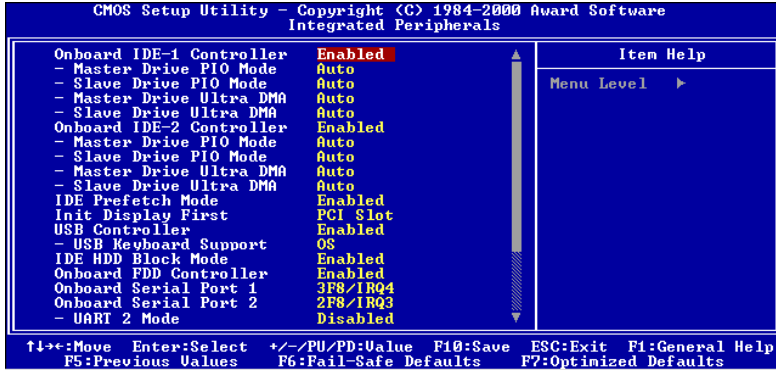 CMOS Setup Utility - Copyright (C) 1984-2000 Award Software
Integrated Peripherals
Onboard IDE-1 Controller Enabled
- Master Drive PIO Mode Auto
- Slave Drive PIO Mode Auto
- Master Drive Ultra DMA Auto
- Slave Drive Ultra DMA Auto
Onboard IDE-2 Controller Enabled
- Master Drive PIO Mode Auto
- Slave Drive PIO Mode Auto
- Master Drive Ultra DMA Auto
- Slave Drive Ultra DMA Auto
IDE Prefetch Mode Enabled
Init Display First PCI Slot
USB Controller Enabled
- USB Keyboard Support OS
IDE HDD Block Mode Enabled
Onboard FDD Controller Enabled
Onboard Serial Port 1 3F8/IRQ4
Onboard Serial Port 2 2F8/IRQ3
- UART 2 Mode Disabled
Item Help
Menu Level ►
↑↓→←:Move Enter:Select +/-/PU/PD:Value F10:Save ESC:Exit F1:General Help
F5:Previous Values F6:Fail-Safe Defaults F7:Optimized Defaults